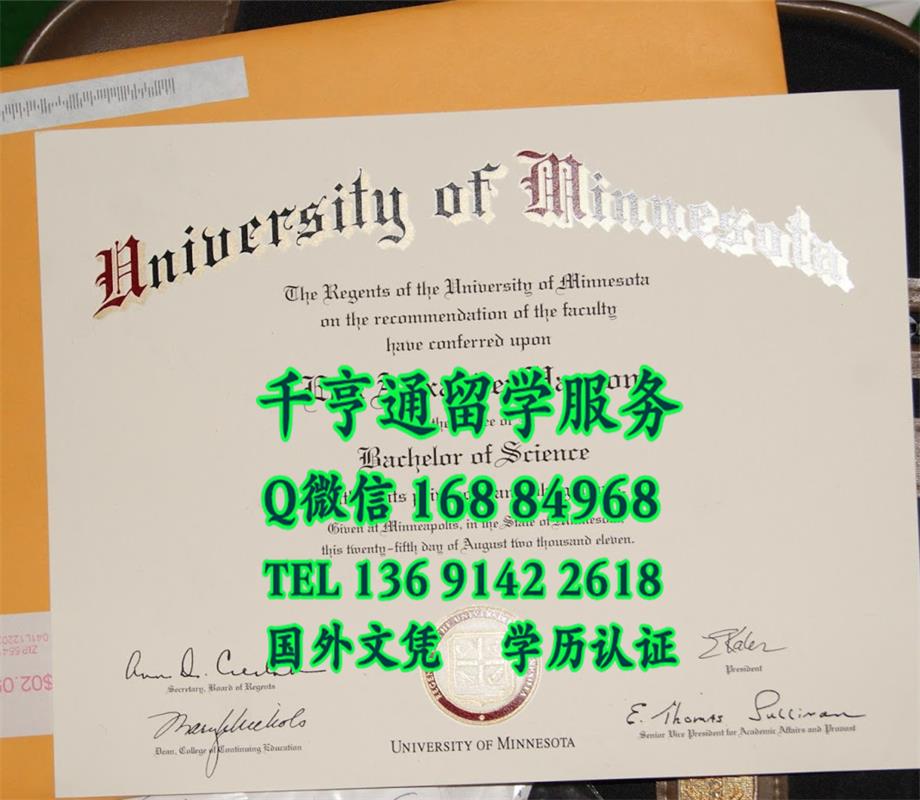 University of Minnesota
The Regents of the University of Minnesota
on the recommendation of the faculty
have conferred upon
千亨通留学服务
Bachelor of Science
Q微信 168 84968
Given at Minneapolis, in the State of Minnesota,
this twenty-fifth day of August two thousand eleven.
TEL 136 9142 2618
国外文凭 学历认证
Secretary, Board of Regents
President
Dean, College of Continuing Education
E. Thomas Sullivan
Senior Vice President for Academic Affairs and Provost
UNIVERSITY OF MINNESOTA